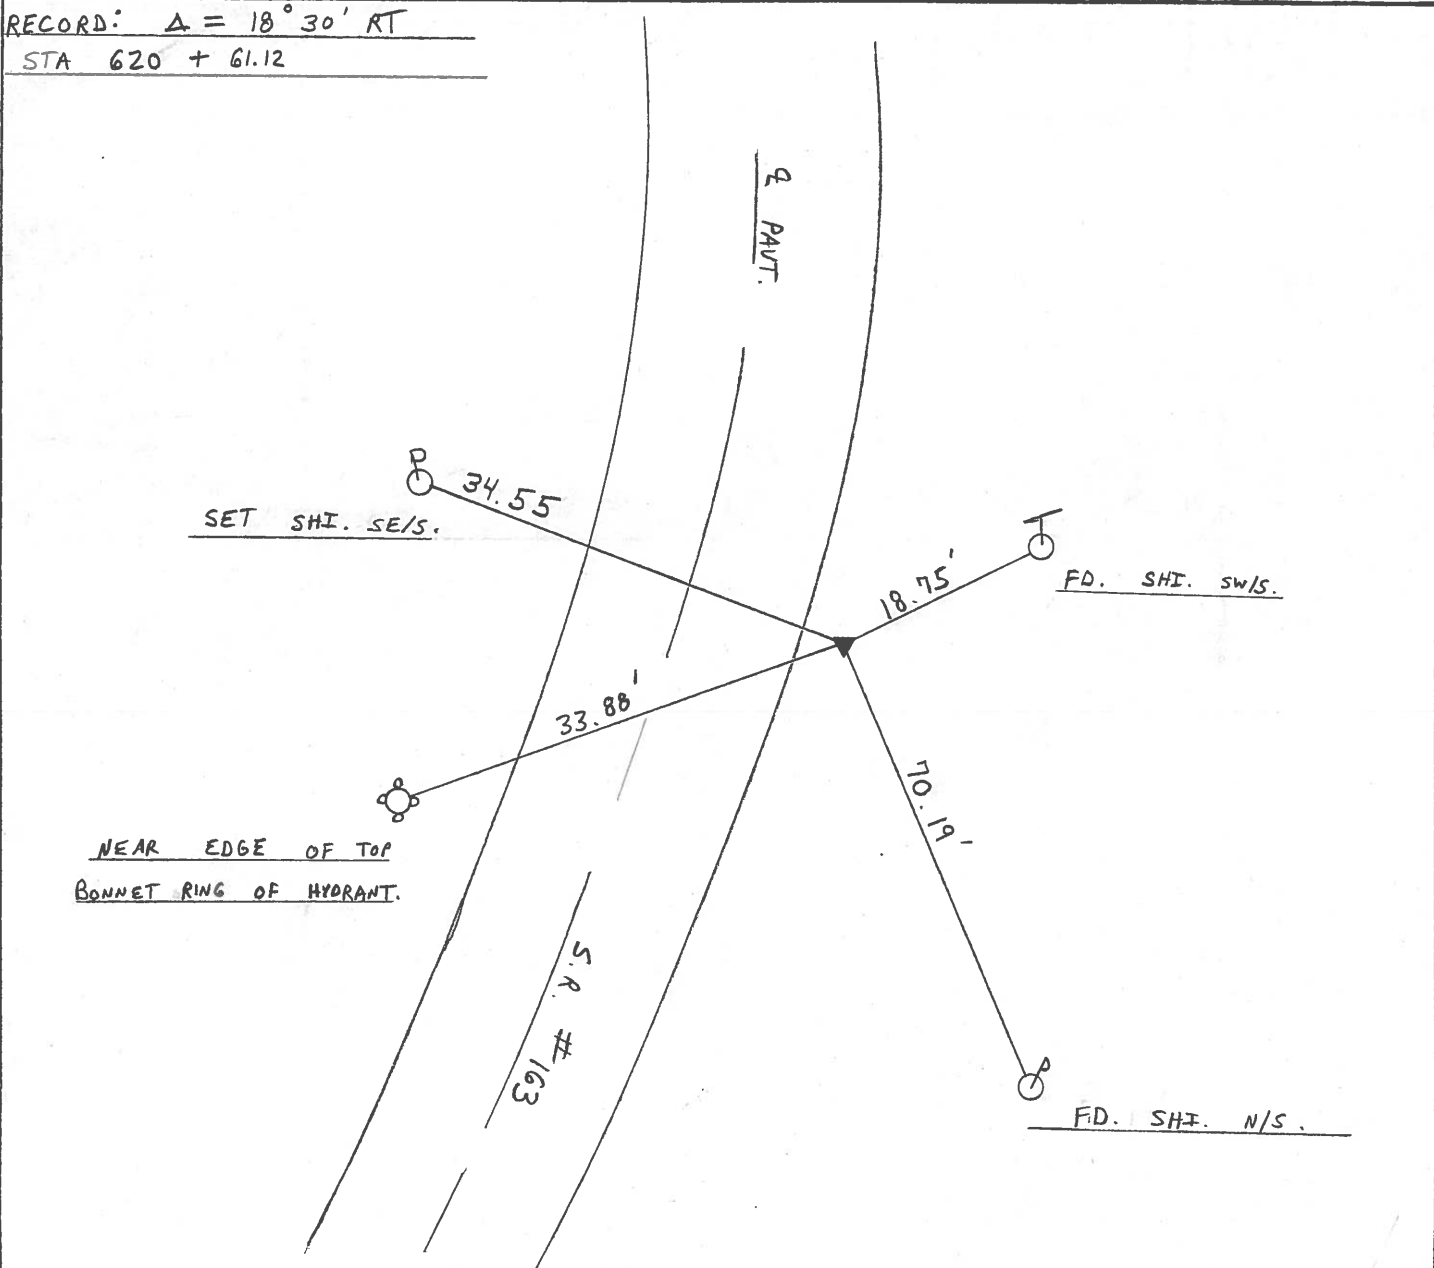 RECORD: Δ = 18° 30' RT
STA 620 + 61.12
℄ PAVT.
P
34.55
SET SHI. SE/S.
T
18.75'
FD. SHI. SW/S.
33.88'
70.19'
NEAR EDGE OF TOP
BONNET RING OF HYDRANT.
S.R. #163
P
FD. SHI. N/S.